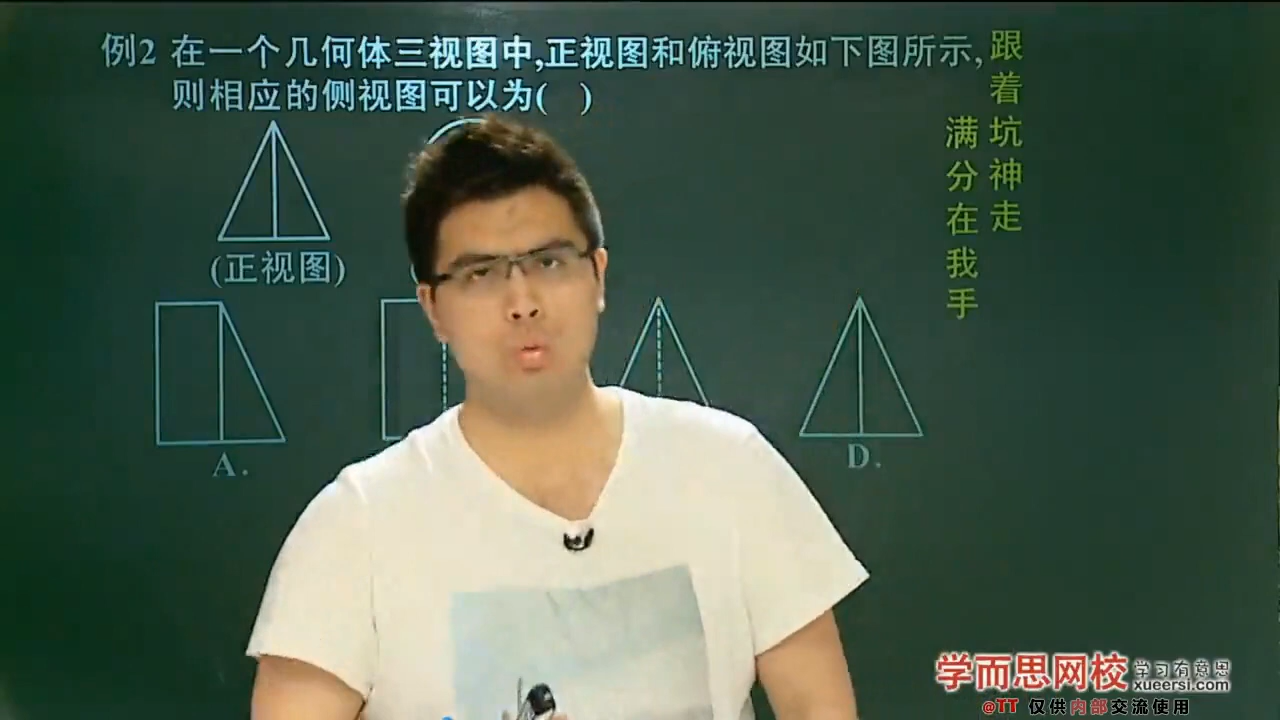 例2 在一个几何体三视图中,正视图和俯视图如下图所示,
则相应的侧视图可以为( )
跟着坑神走
满分在我手
(正视图)
A.
D.
学而思网校
学习有意思
xueersi.com
@TT 仅供内部交流使用